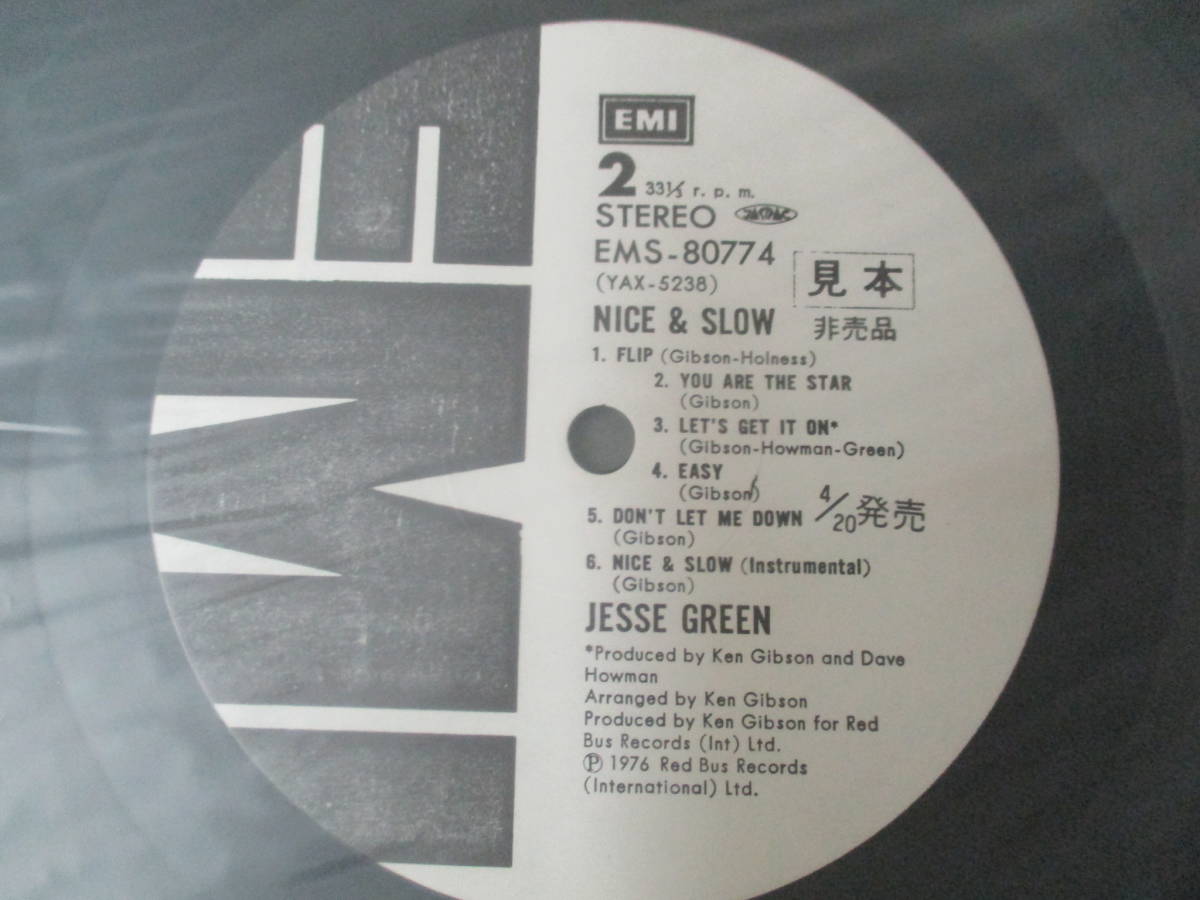 EMI
2 33⅓ r. p. m.
STEREO
EMS-80774
(YAX-5238)
見本
非売品
NICE & SLOW
1. FLIP (Gibson-Holness)
2. YOU ARE THE STAR
(Gibson)
3. LET'S GET IT ON*
(Gibson-Howman-Green)
4. EASY
(Gibson)
4/20発売
5. DON'T LET ME DOWN
(Gibson)
6. NICE & SLOW (Instrumental)
(Gibson)
JESSE GREEN
*Produced by Ken Gibson and Dave
Howman
Arranged by Ken Gibson
Produced by Ken Gibson for Red
Bus Records (Int) Ltd.
Ⓟ 1976 Red Bus Records
(International) Ltd.
EMI